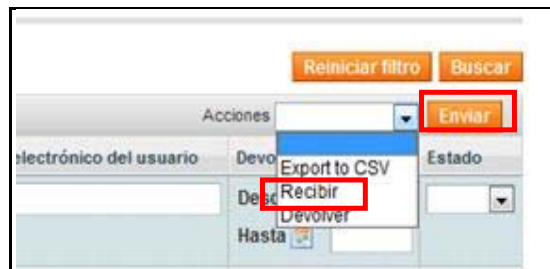 Reiniciar filtro Buscar
Acciones Enviar
electrónico del usuario Devo Estado
Export to CSV
Desd Recibir
Devolver
Hasta